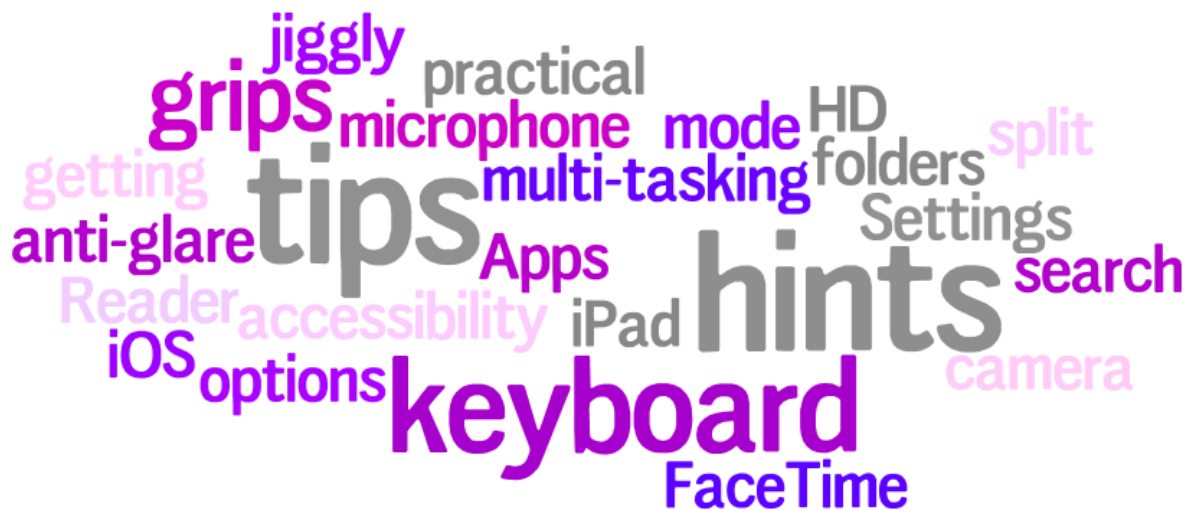 jiggly
practical
grips
microphone
mode
HD
split
getting
tips
multi-tasking
folders
anti-glare
Apps
Settings
hints
search
Reader
accessibility
iPad
iOS
options
keyboard
camera
FaceTime